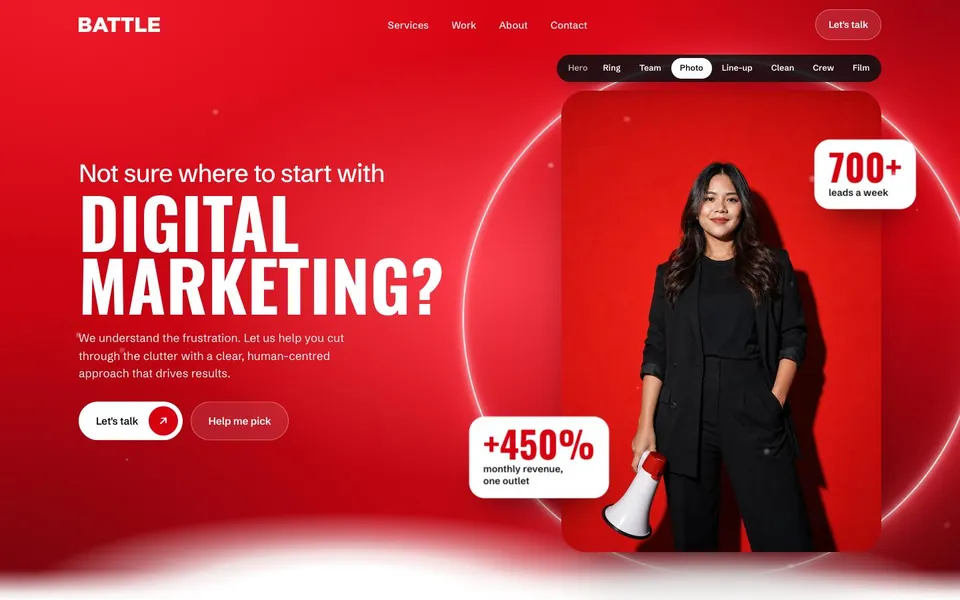 BATTLE
Services Work About Contact
Let's talk
Hero Ring Team Photo Line-up Clean Crew Film
Not sure where to start with
DIGITAL
MARKETING?
We understand the frustration. Let us help you cut
through the clutter with a clear, human-centred
approach that drives results.
Let's talk
Help me pick
700+
leads a week
+450%
monthly revenue,
one outlet